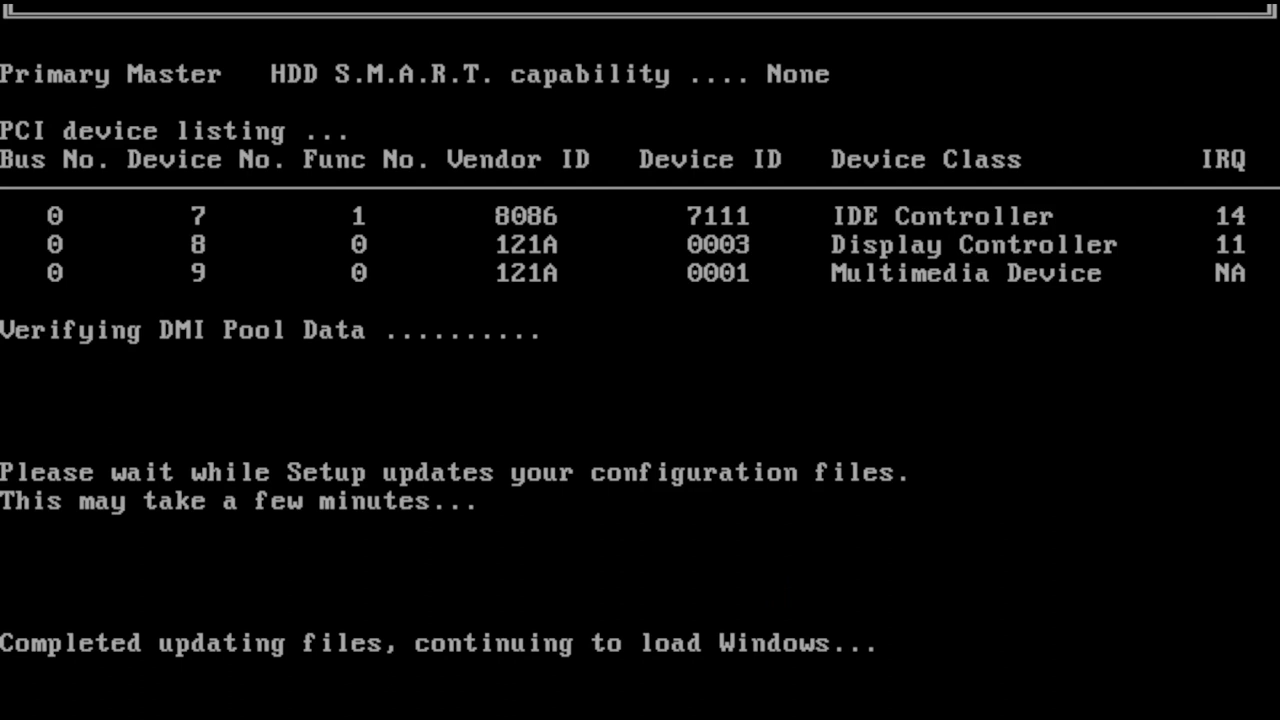 Primary Master   HDD S.M.A.R.T. capability .... None
PCI device listing ...
Bus No. Device No. Func No. Vendor ID   Device ID   Device Class           IRQ
0        7         1        8086        7111     IDE Controller          14
0        8         0        121A        0003     Display Controller      11
0        9         0        121A        0001     Multimedia Device       NA
Verifying DMI Pool Data ..........
Please wait while Setup updates your configuration files.
This may take a few minutes...
Completed updating files, continuing to load Windows...